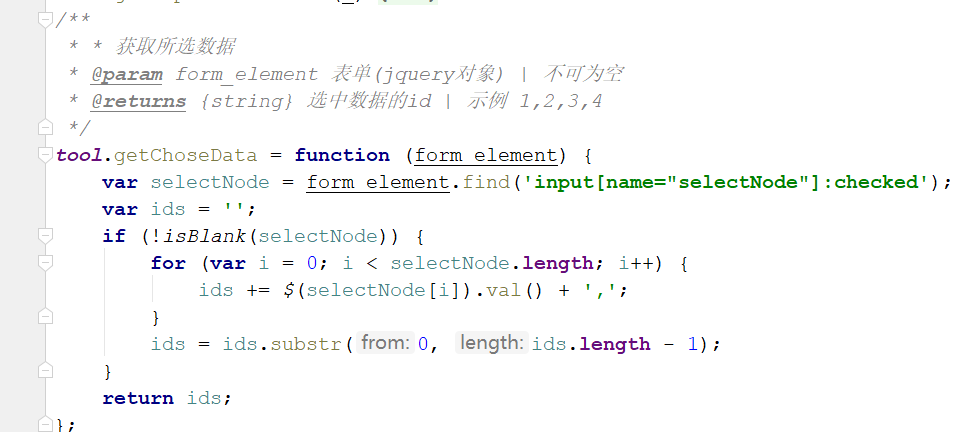 /**
 * * 获取所选数据
 * @param form_element 表单(jquery对象) | 不可为空
 * @returns {string} 选中数据的id | 示例 1,2,3,4
 */
tool.getChoseData = function (form_element) {
    var selectNode = form_element.find('input[name="selectNode"]:checked');
    var ids = '';
    if (!isBlank(selectNode)) {
        for (var i = 0; i < selectNode.length; i++) {
            ids += $(selectNode[i]).val() + ',';
        }
        ids = ids.substr(from: 0, length: ids.length - 1);
    }
    return ids;
};